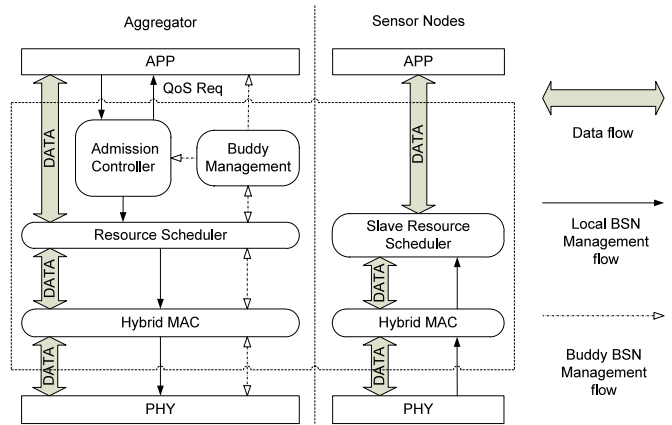 Aggregator
Sensor Nodes
APP
APP
QoS Req
DATA
Admission
Controller
Buddy
Management
DATA
Data flow
Resource Scheduler
Slave Resource
Scheduler
Local BSN
Management
flow
DATA
DATA
Hybrid MAC
Hybrid MAC
DATA
DATA
Buddy BSN
Management
flow
PHY
PHY